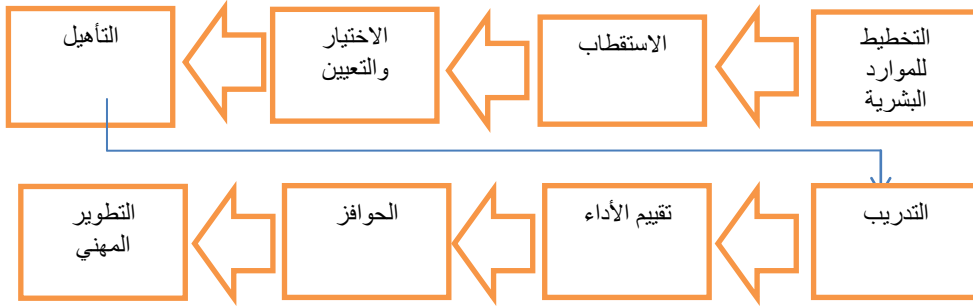 التخطيط
للموارد
البشرية
الاستقطاب
الاختيار
والتعيين
التأهيل
التدريب
تقييم الأداء
الحوافز
التطوير
المهني